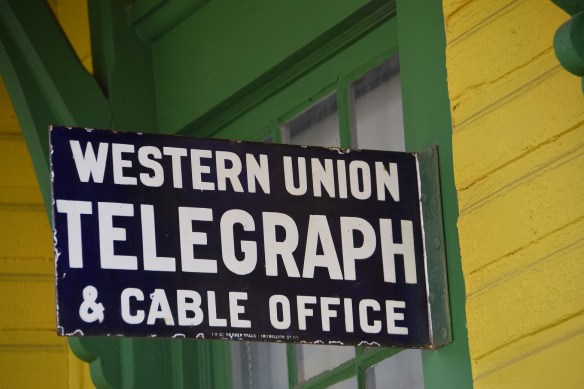 WESTERN UNION
TELEGRAPH
& CABLE OFFICE